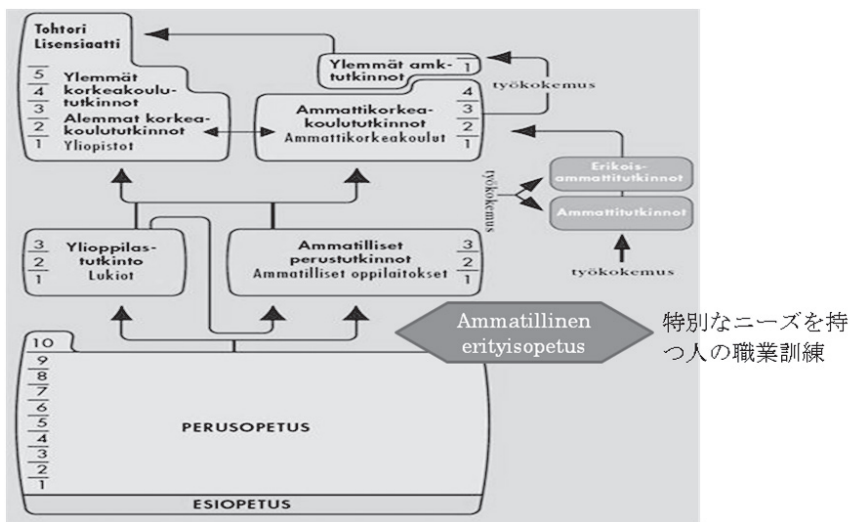 Tohtori
Lisensiaatti
5
4
3
2
1
Ylemmät
korkeakoulu-
tutkinnot
Alemmat korkea-
koulututkinnot
Yliopistot
Ylemmät amk-
tutkinnot
1
työkokemus
Ammattikorkea-
koulututkinnot
Ammattikorkeakoulut
4
3
2
1
Erikois-
ammattitutkinnot
Ammattitutkinnot
työkokemus
työkokemus
3
2
1
Ylioppilas-
tutkinto
Lukiot
Ammatilliset
perustutkinnot
Ammatilliset oppilaitokset
3
2
1
Ammatillinen
erityisopetus
特別なニーズを持
つ人の職業訓練
10
9
8
7
6
5
4
3
2
1
PERUSOPETUS
ESIOPETUS